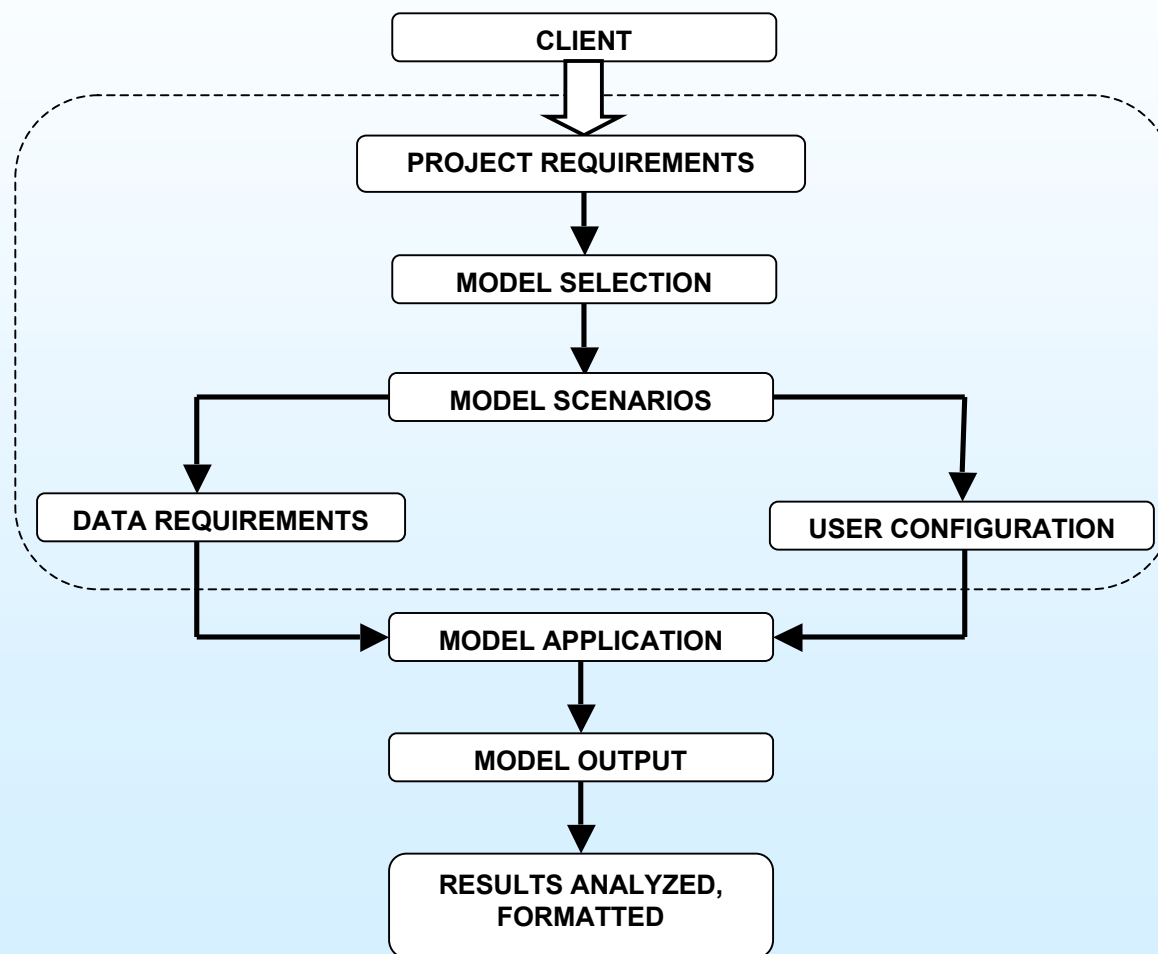 CLIENT
PROJECT REQUIREMENTS
MODEL SELECTION
MODEL SCENARIOS
DATA REQUIREMENTS
USER CONFIGURATION
MODEL APPLICATION
MODEL OUTPUT
RESULTS ANALYZED,
FORMATTED